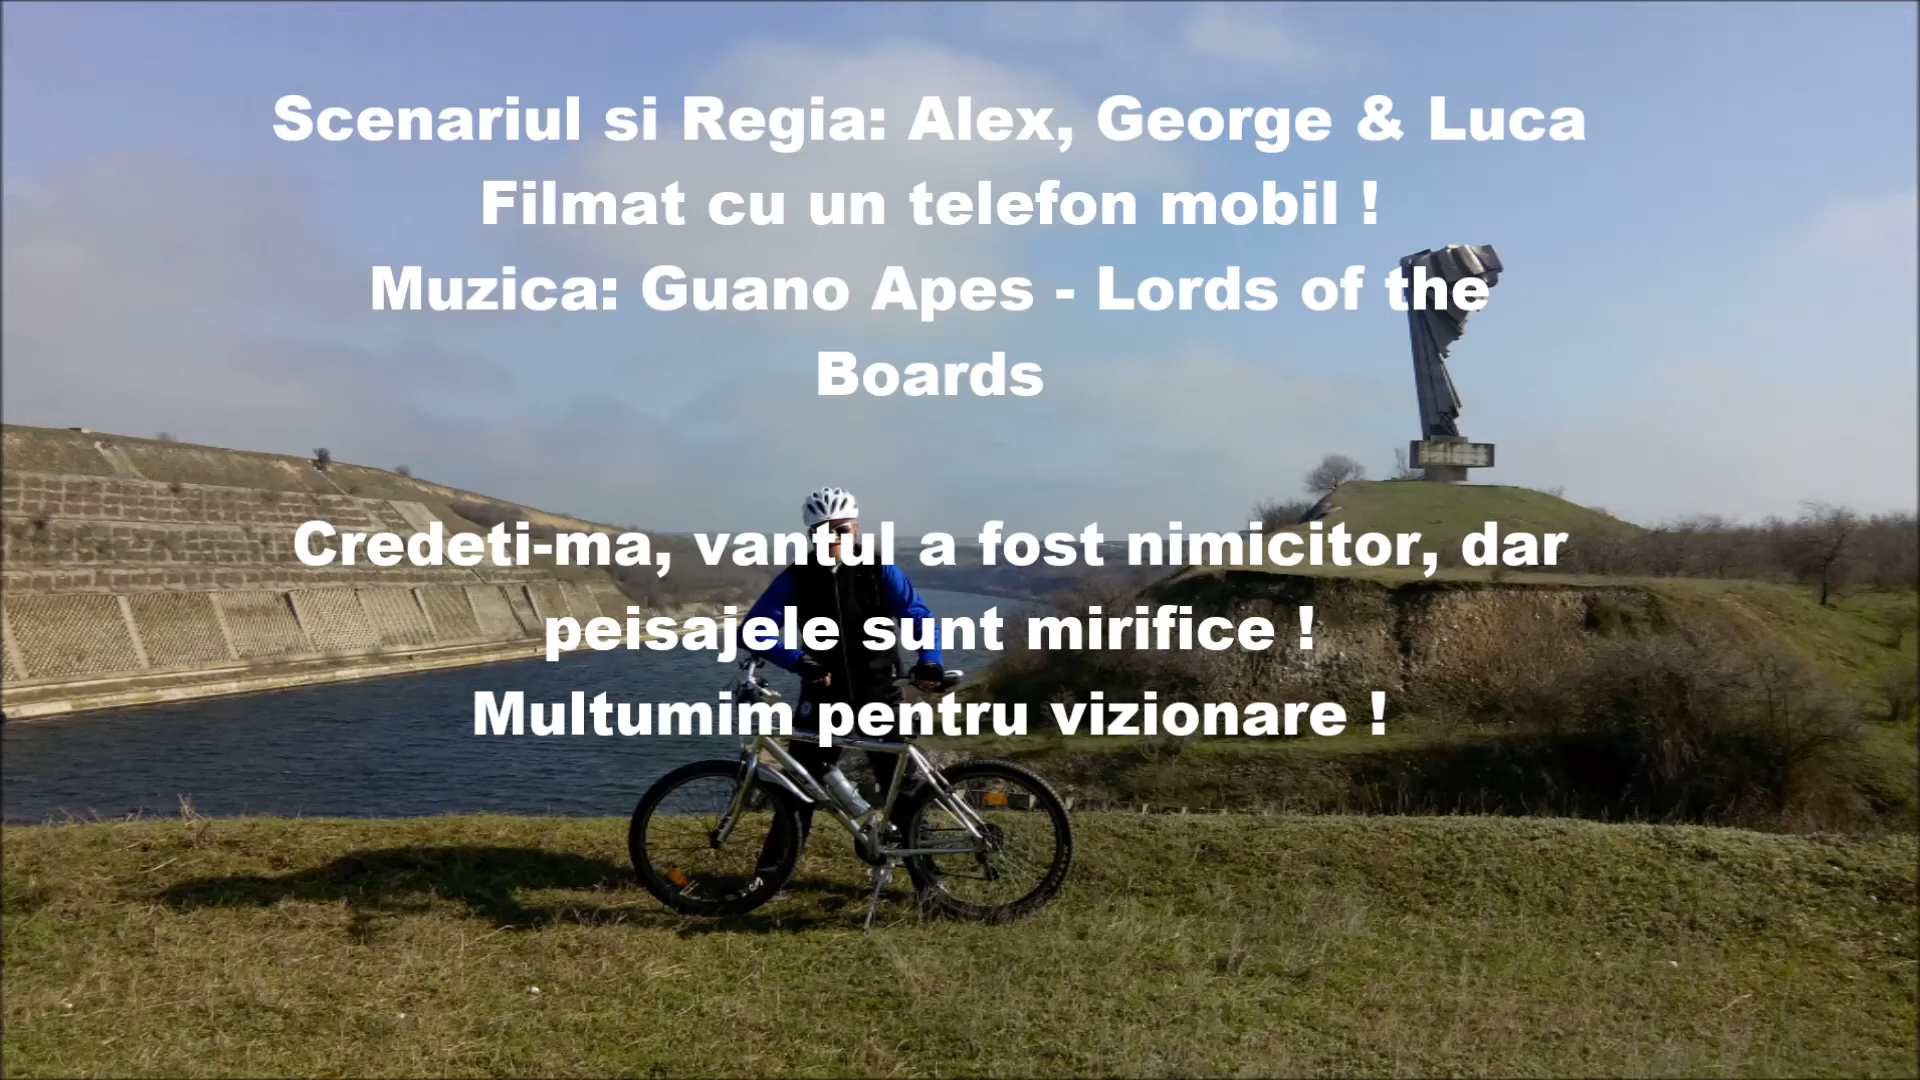 Scenariul si Regia: Alex, George & Luca
Filmat cu un telefon mobil !
Muzica: Guano Apes - Lords of the
Boards
Credeti-ma, vantul a fost nimicitor, dar
peisajele sunt mirifice !
Multumim pentru vizionare !